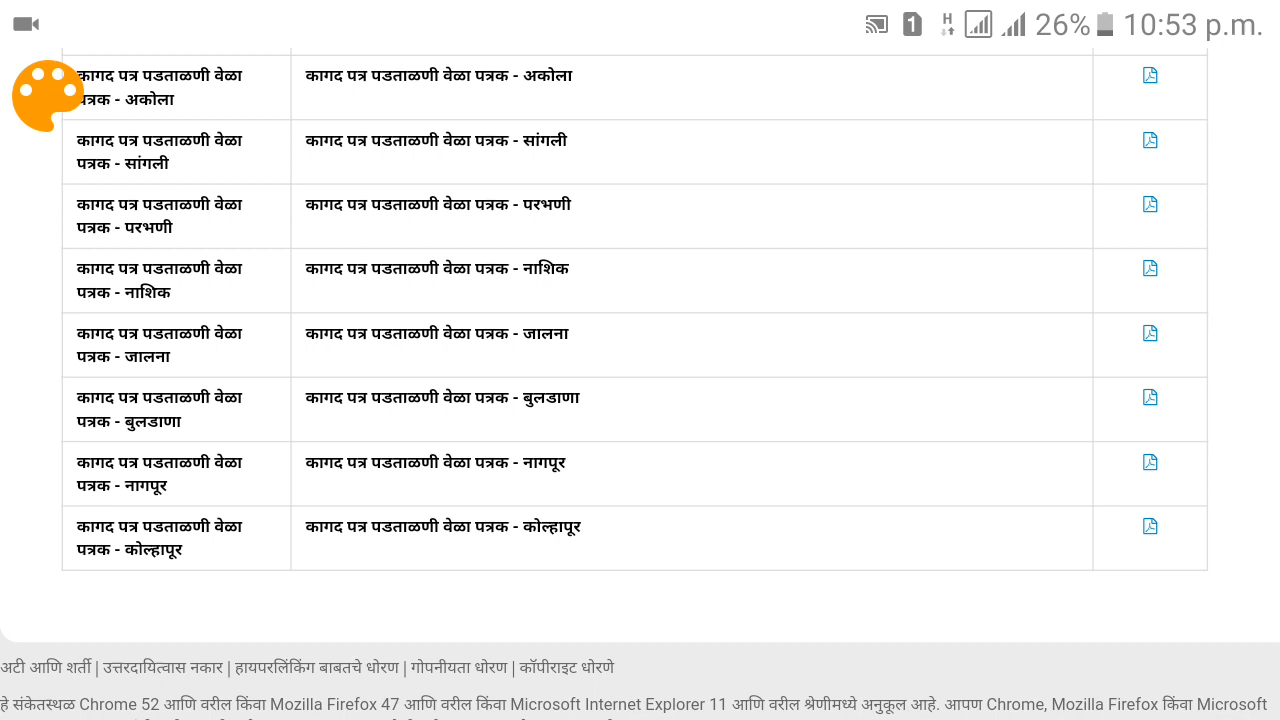 1 H 26% 10:53 p.m.
कागद पत्र पडताळणी वेळा
पत्रक - अकोला
कागद पत्र पडताळणी वेळा पत्रक - अकोला
कागद पत्र पडताळणी वेळा
पत्रक - सांगली
कागद पत्र पडताळणी वेळा पत्रक - सांगली
कागद पत्र पडताळणी वेळा
पत्रक - परभणी
कागद पत्र पडताळणी वेळा पत्रक - परभणी
कागद पत्र पडताळणी वेळा
पत्रक - नाशिक
कागद पत्र पडताळणी वेळा पत्रक - नाशिक
कागद पत्र पडताळणी वेळा
पत्रक - जालना
कागद पत्र पडताळणी वेळा पत्रक - जालना
कागद पत्र पडताळणी वेळा
पत्रक - बुलडाणा
कागद पत्र पडताळणी वेळा पत्रक - बुलडाणा
कागद पत्र पडताळणी वेळा
पत्रक - नागपूर
कागद पत्र पडताळणी वेळा पत्रक - नागपूर
कागद पत्र पडताळणी वेळा
पत्रक - कोल्हापूर
कागद पत्र पडताळणी वेळा पत्रक - कोल्हापूर
अटी आणि शर्ती | उत्तरदायित्वास नकार | हायपरलिंकिंग बाबतचे धोरण | गोपनीयता धोरण | कॉपीराइट धोरणे
हे संकेतस्थळ Chrome 52 आणि वरील किंवा Mozilla Firefox 47 आणि वरील किंवा Microsoft Internet Explorer 11 आणि वरील श्रेणीमध्ये अनुकूल आहे. आपण Chrome, Mozilla Firefox किंवा Microsoft